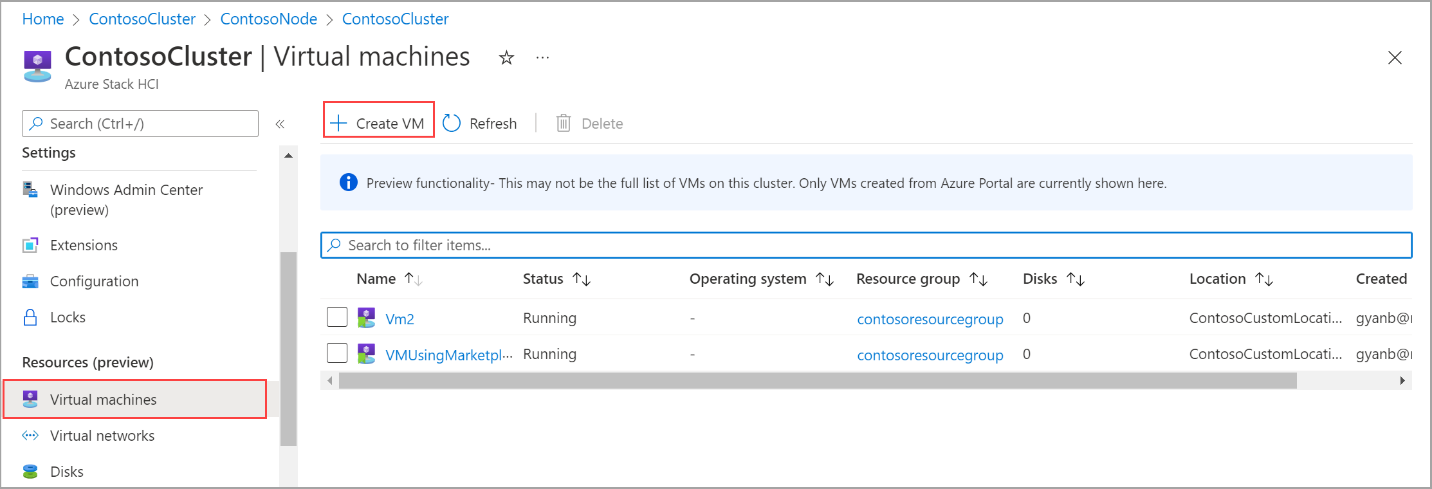 Home > ContosoCluster > ContosoNode > ContosoCluster
ContosoCluster | Virtual machines
Azure Stack HCI
Search (Ctrl+/)
Settings
Windows Admin Center
(preview)
Extensions
Configuration
Locks
Resources (preview)
Virtual machines
Virtual networks
Disks
Create VM Refresh Delete
Preview functionality- This may not be the full list of VMs on this cluster. Only VMs created from Azure Portal are currently shown here.
Search to filter items...
Name Status Operating system Resource group Disks Location Created
Vm2 Running - contosoresourcegroup 0 ContosoCustomLocati... gyanb@
VMUsingMarketpl... Running - contosoresourcegroup 0 ContosoCustomLocati... gyanb@